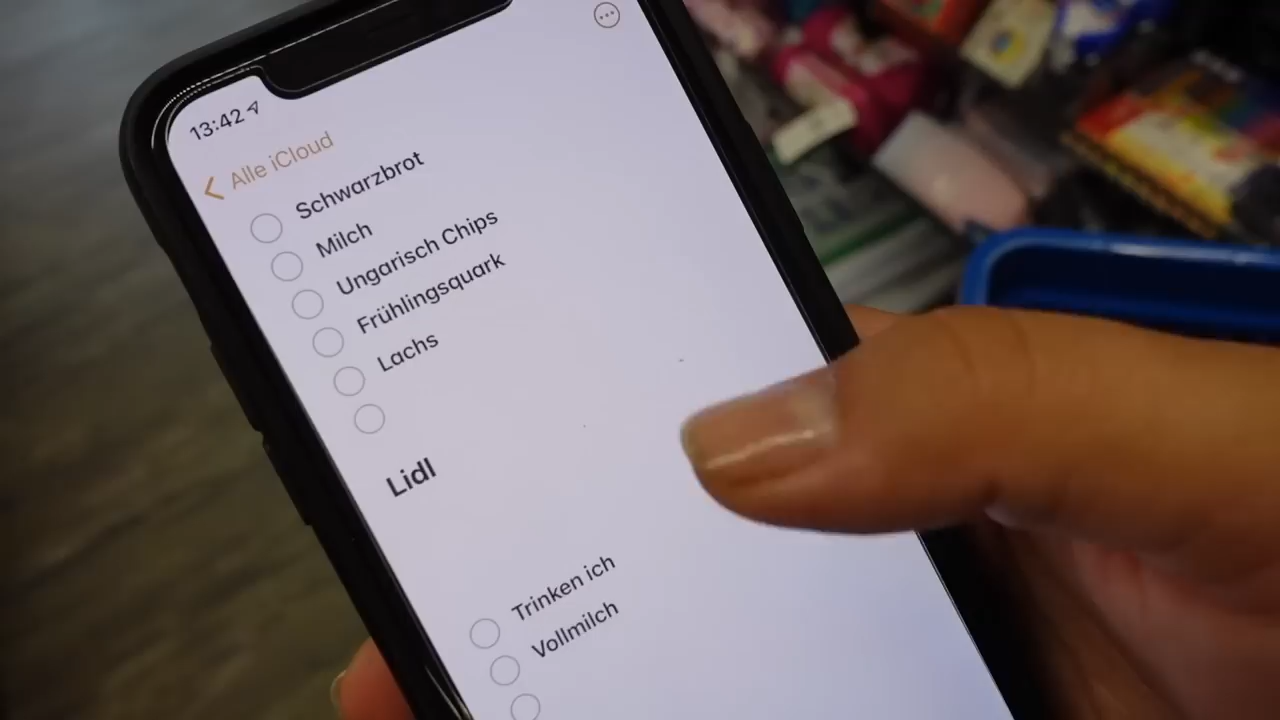 13:42
Alle iCloud
Schwarzbrot
Milch
Ungarisch Chips
Frühlingsquark
Lachs
Lidl
Trinken ich
Vollmilch